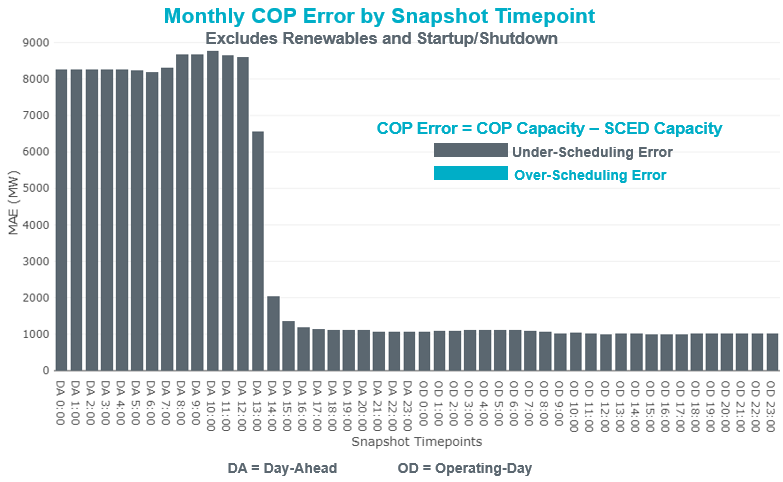 Monthly COP Error by Snapshot Timepoint
Excludes Renewables and Startup/Shutdown
COP Error = COP Capacity – SCED Capacity
Under-Scheduling Error
Over-Scheduling Error
MAE (MW)
9000
8000
7000
6000
5000
4000
3000
2000
1000
0
DA 0:00
DA 1:00
DA 2:00
DA 3:00
DA 4:00
DA 5:00
DA 6:00
DA 7:00
DA 8:00
DA 9:00
DA 10:00
DA 11:00
DA 12:00
DA 13:00
DA 14:00
DA 15:00
DA 16:00
DA 17:00
DA 18:00
DA 19:00
DA 20:00
DA 21:00
DA 22:00
DA 23:00
OD 0:00
OD 1:00
OD 2:00
OD 3:00
OD 4:00
OD 5:00
OD 6:00
OD 7:00
OD 8:00
OD 9:00
OD 10:00
OD 11:00
OD 12:00
OD 13:00
OD 14:00
OD 15:00
OD 16:00
OD 17:00
OD 18:00
OD 19:00
OD 20:00
OD 21:00
OD 22:00
OD 23:00
Snapshot Timepoints
DA = Day-Ahead
OD = Operating-Day